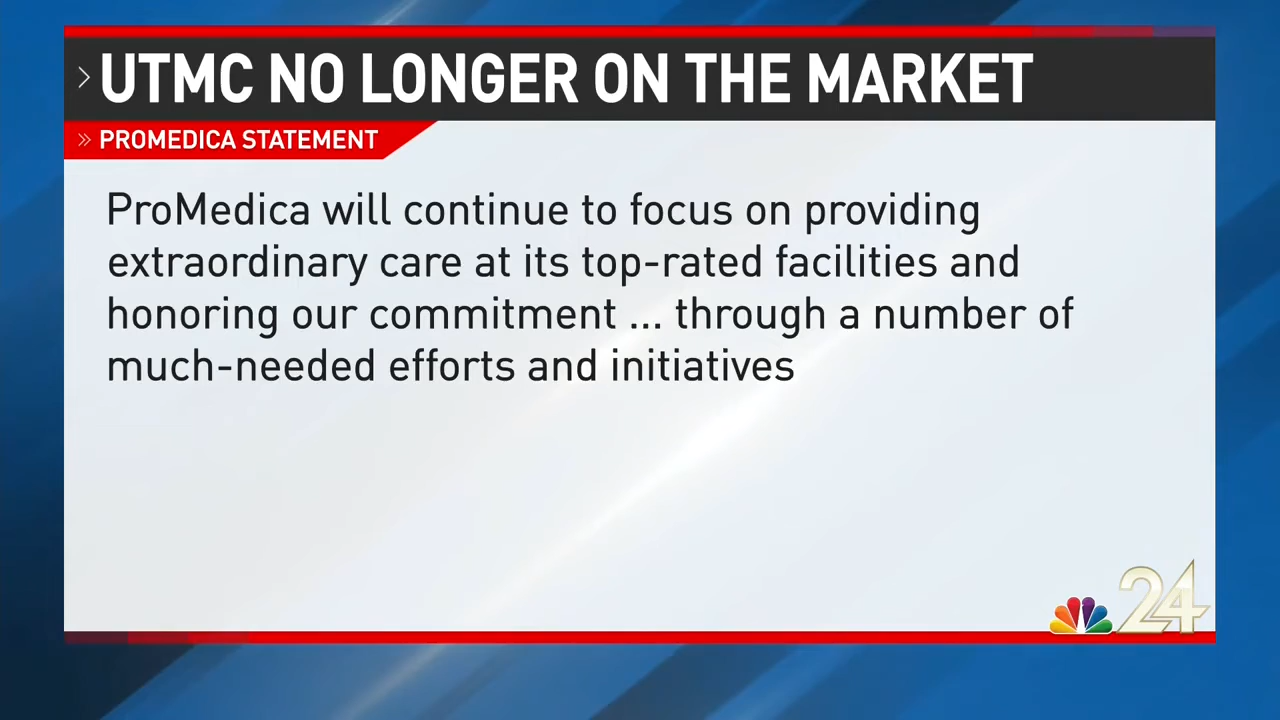 > UTMC NO LONGER ON THE MARKET
» PROMEDICA STATEMENT
ProMedica will continue to focus on providing
extraordinary care at its top-rated facilities and
honoring our commitment ... through a number of
much-needed efforts and initiatives
24